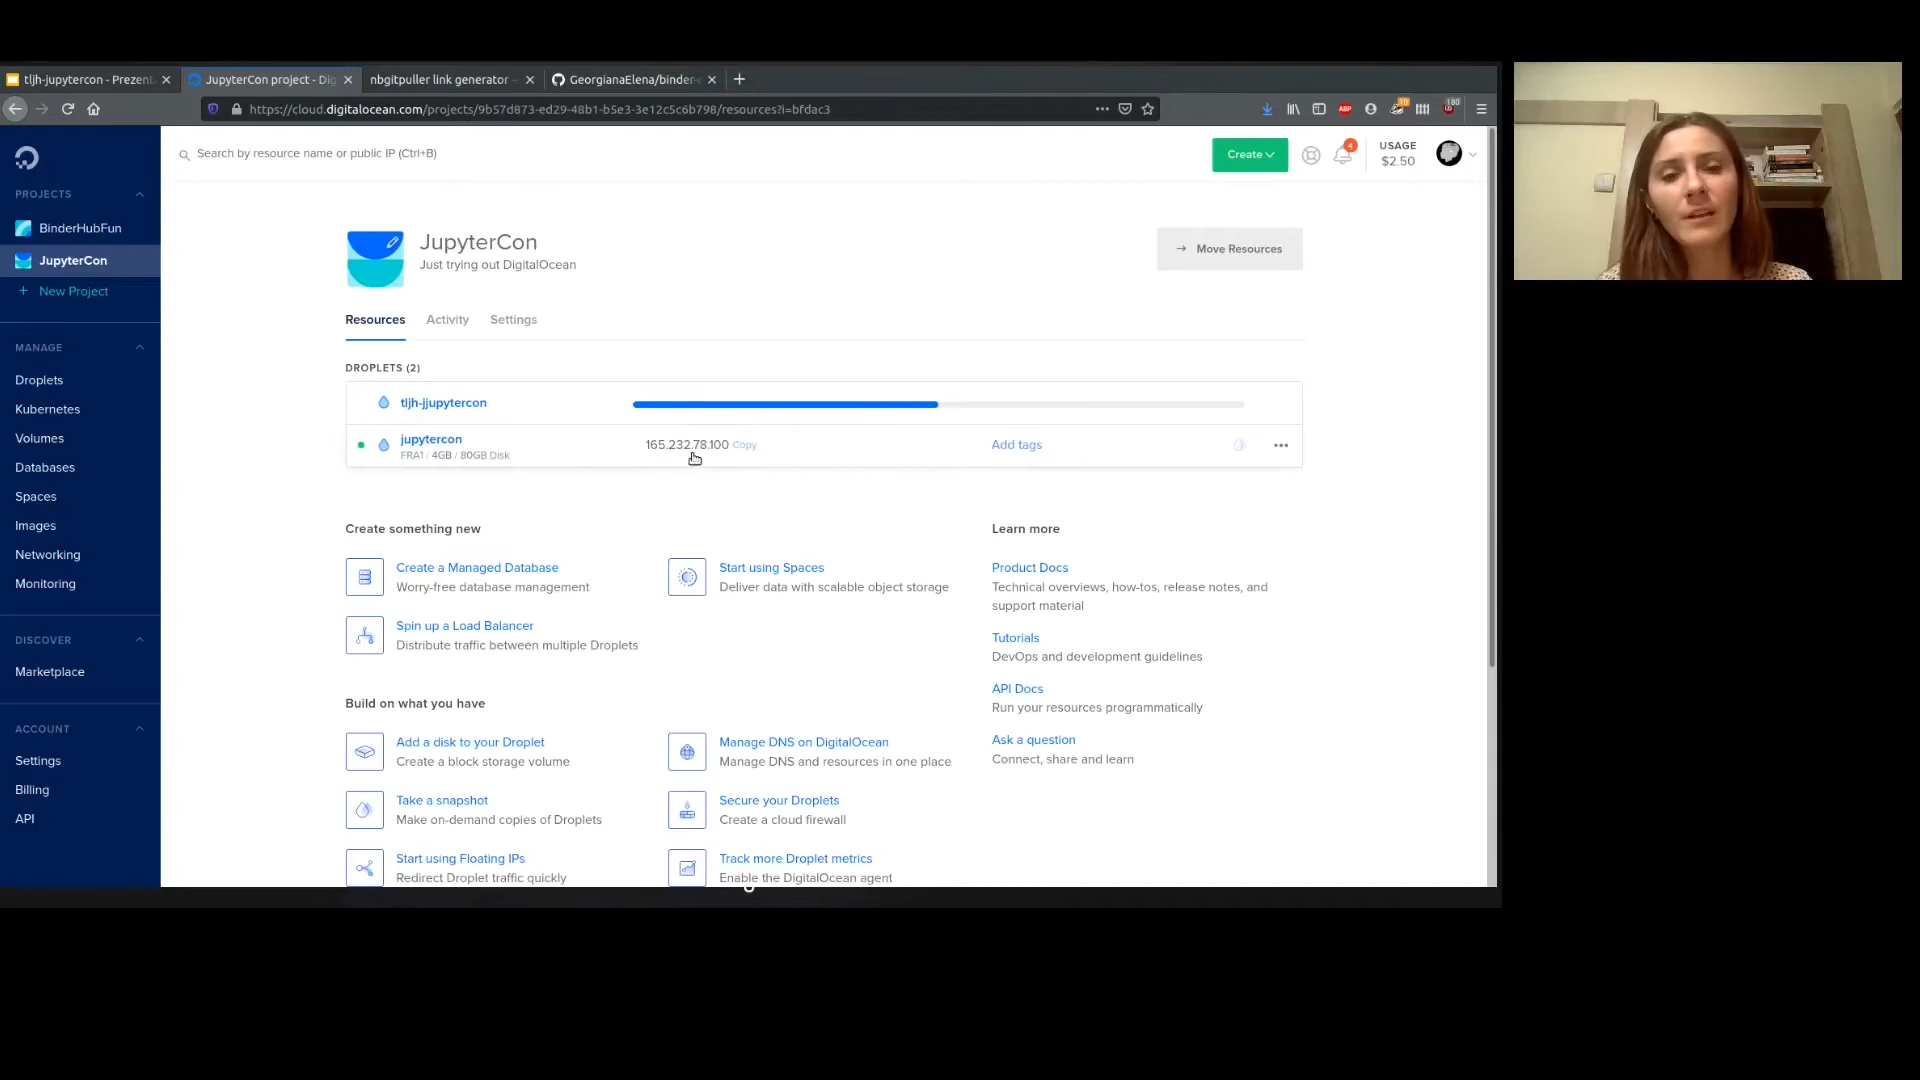 tljh-jupytercon - Prezent
JupyterCon project - Dig
nbgitpuller link generator
GeorgianaElena/binder-
https://cloud.digitalocean.com/projects/9b57d873-ed29-48b1-b5e3-3e12c5c6b798/resources?i=bfdac3
ABP
10
180
Search by resource name or public IP (Ctrl+B)
Create
4
USAGE
$2.50
PROJECTS
BinderHubFun
JupyterCon
+ New Project
MANAGE
Droplets
Kubernetes
Volumes
Databases
Spaces
Images
Networking
Monitoring
DISCOVER
Marketplace
ACCOUNT
Settings
Billing
API
JupyterCon
Just trying out DigitalOcean
→ Move Resources
Resources
Activity
Settings
DROPLETS (2)
tljh-jjupytercon
jupytercon
FRA1 / 4GB / 80GB Disk
165.232.78.100 Copy
Add tags
Create something new
Create a Managed Database
Worry-free database management
Start using Spaces
Deliver data with scalable object storage
Spin up a Load Balancer
Distribute traffic between multiple Droplets
Build on what you have
Add a disk to your Droplet
Create a block storage volume
Manage DNS on DigitalOcean
Manage DNS and resources in one place
Take a snapshot
Make on-demand copies of Droplets
Secure your Droplets
Create a cloud firewall
Start using Floating IPs
Redirect Droplet traffic quickly
Track more Droplet metrics
Enable the DigitalOcean agent
Learn more
Product Docs
Technical overviews, how-tos, release notes, and
support material
Tutorials
DevOps and development guidelines
API Docs
Run your resources programmatically
Ask a question
Connect, share and learn